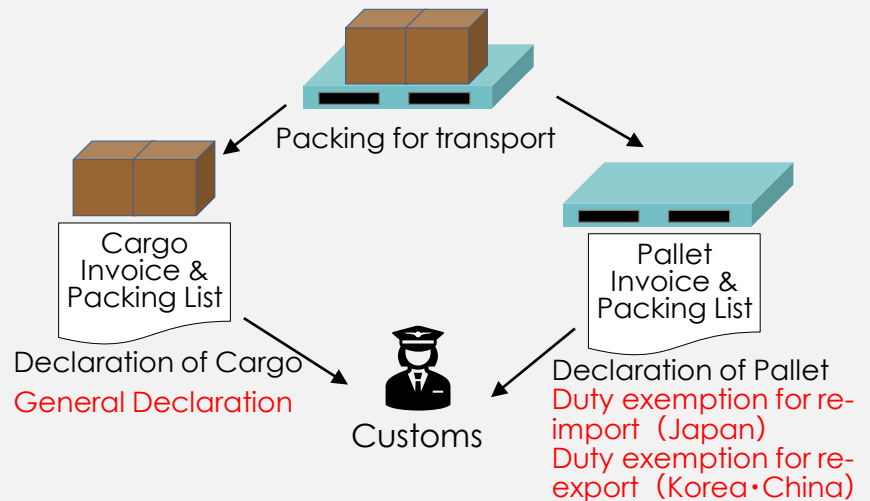 Packing for transport
Cargo
Invoice &
Packing List
Declaration of Cargo
General Declaration
Pallet
Invoice &
Packing List
Declaration of Pallet
Duty exemption for re-
import（Japan）
Duty exemption for re-
export（Korea・China）
Customs